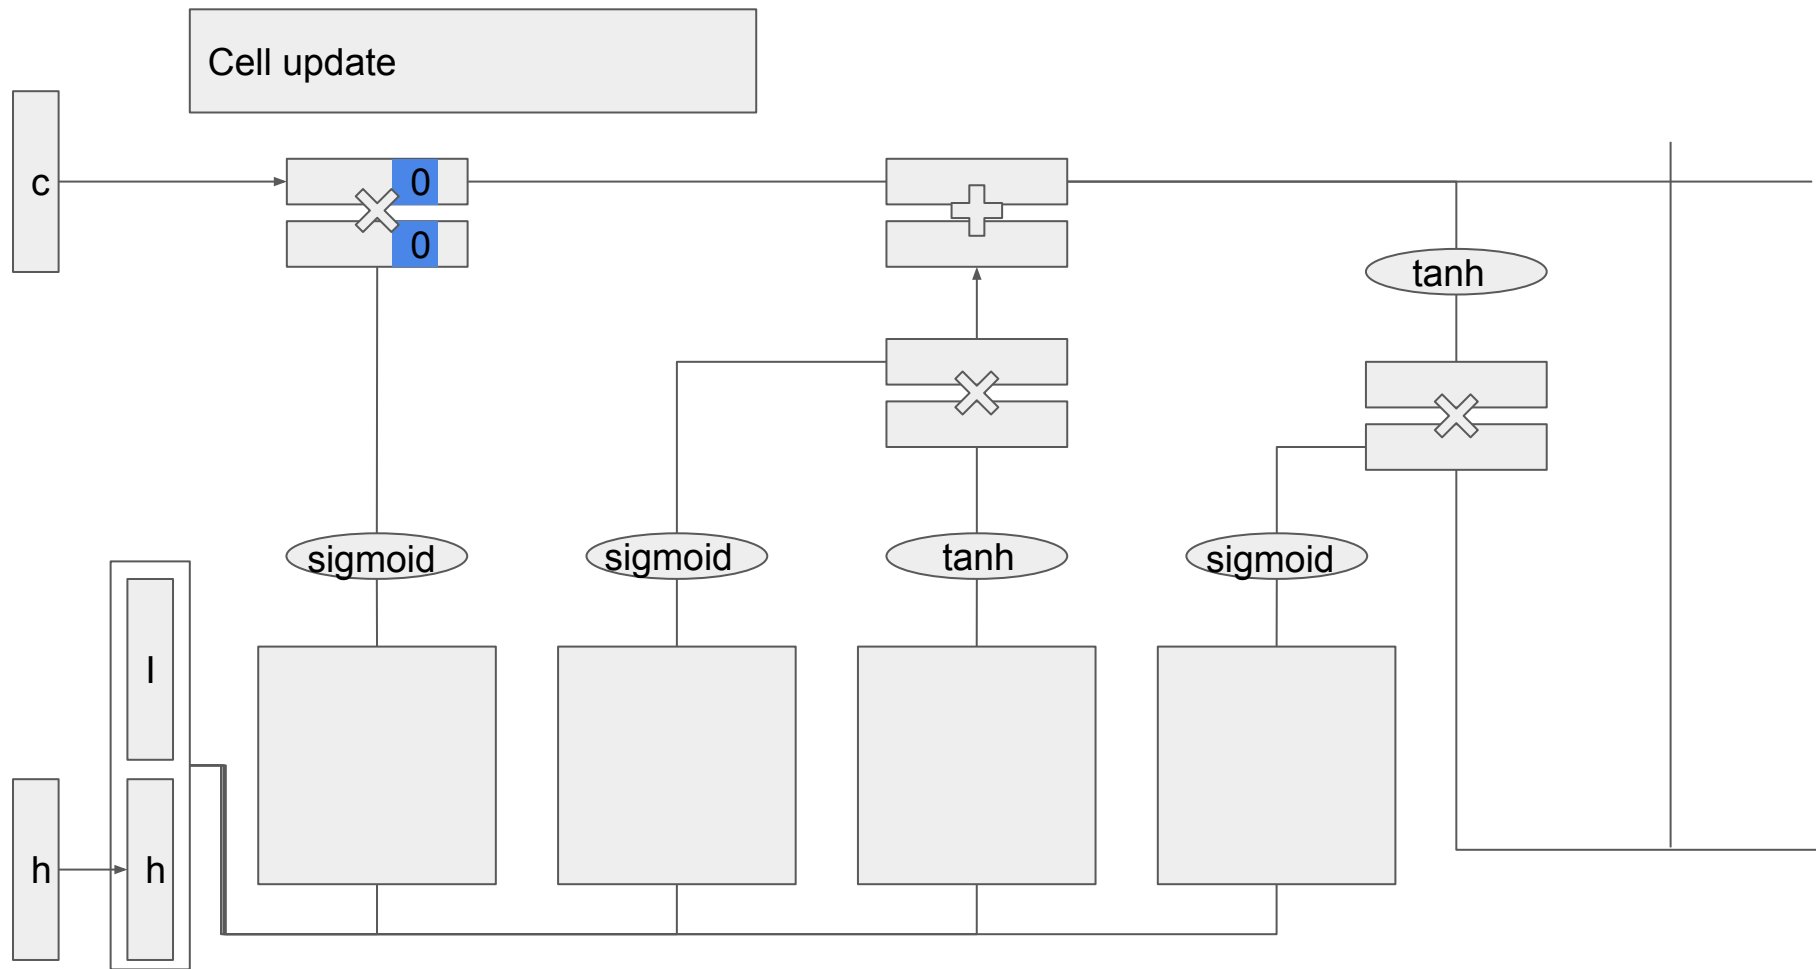 Cell update
c
0
0
tanh
sigmoid
sigmoid
tanh
sigmoid
I
h
h